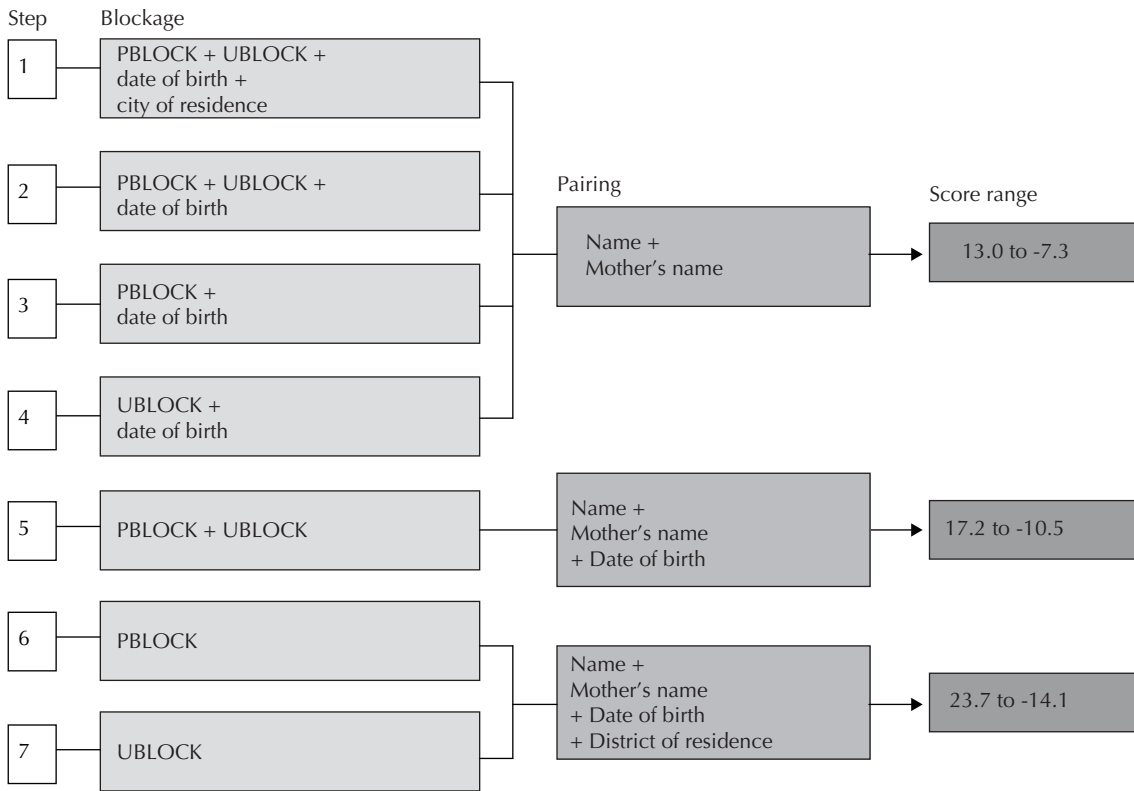 Step
Blockage
1
PBLOCK + UBLOCK +
date of birth +
city of residence
2
PBLOCK + UBLOCK +
date of birth
3
PBLOCK +
date of birth
4
UBLOCK +
date of birth
Pairing
Name +
Mother's name
Score range
13.0 to -7.3
5
PBLOCK + UBLOCK
Name +
Mother's name
+ Date of birth
17.2 to -10.5
6
PBLOCK
7
UBLOCK
Name +
Mother's name
+ Date of birth
+ District of residence
23.7 to -14.1